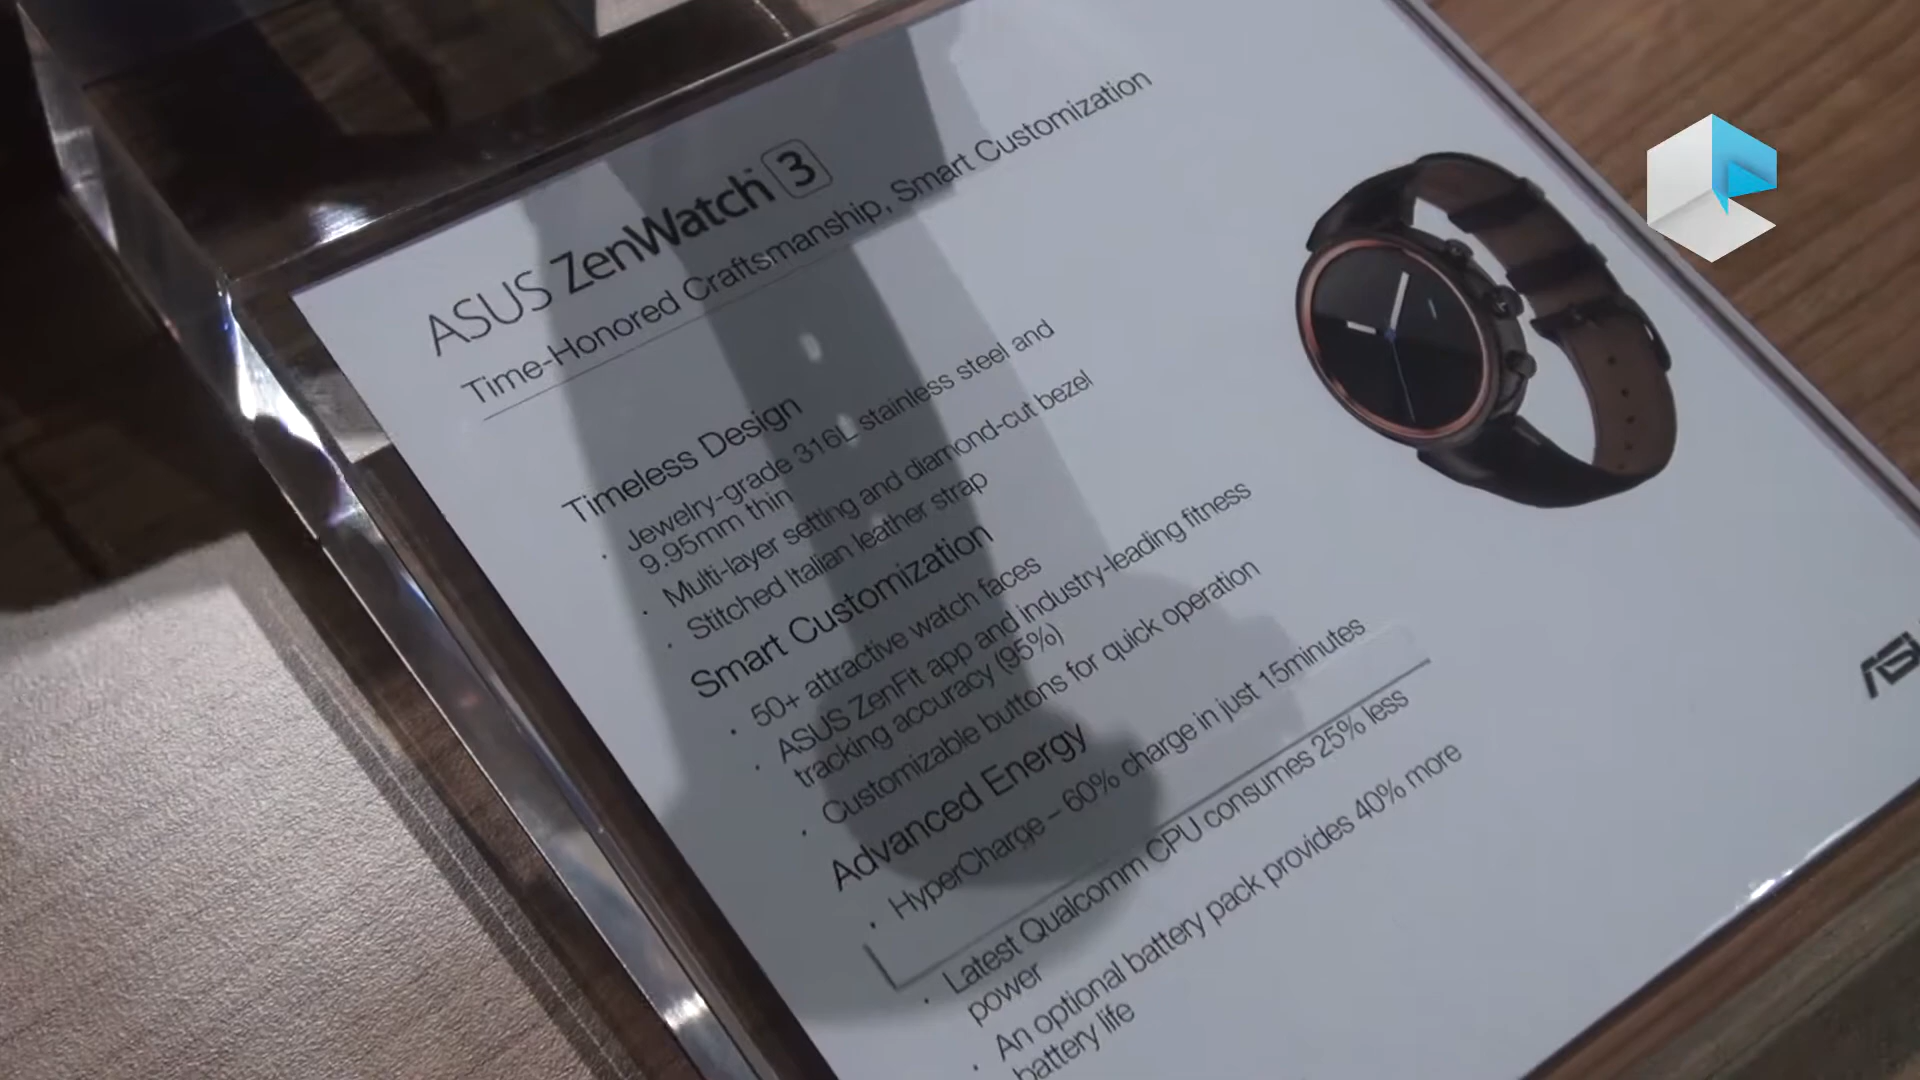 ASUS ZenWatch 3
Time-Honored Craftsmanship, Smart Customization
Timeless Design
· Jewelry-grade 316L stainless steel and
9.95mm thin
· Multi-layer setting and diamond-cut bezel
· Stitched Italian leather strap
Smart Customization
· 50+ attractive watch faces
· ASUS ZenFit app and industry-leading fitness
tracking accuracy (95%)
· Customizable buttons for quick operation
Advanced Energy
· HyperCharge – 60% charge in just 15minutes
· Latest Qualcomm CPU consumes 25% less
power
· An optional battery pack provides 40% more
battery life